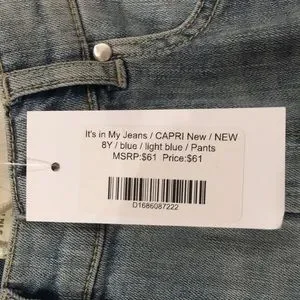 It's in My Jeans / CAPRI New / NEW
8Y / blue / light blue / Pants
MSRP:$61 Price:$61
D1686087222